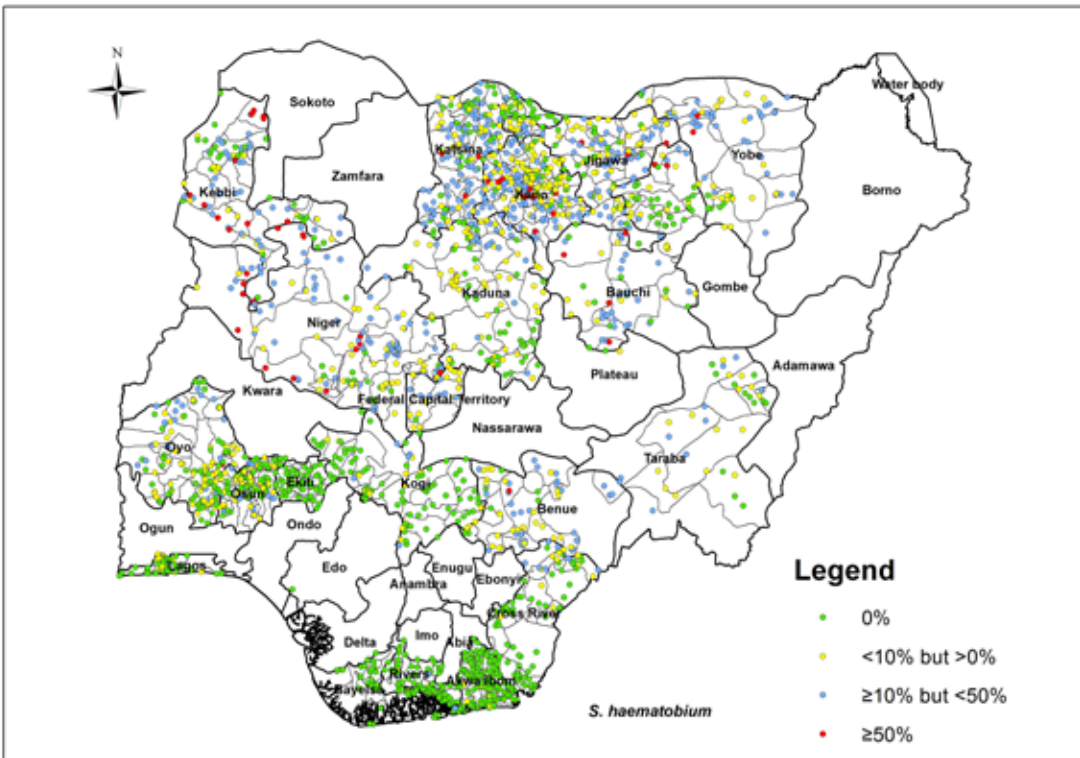 N
Sokoto
Water body
Katsina
Jigawa
Yobe
Zamfara
Kebbi
Kano
Borno
Kaduna
Bauchi
Gombe
Niger
Adamawa
Plateau
Kwara
Federal Capital Territory
Nassarawa
Oyo
Taraba
Kogi
Ekiti
Osun
Benue
Ogun
Ondo
Lagos
Edo
Enugu
Anambra
Ebonyi
Cross River
Delta
Imo
Abia
Rivers
Akwa Ibom
Bayelsa
S. haematobium
Legend
0%
<10% but >0%
≥10% but <50%
≥50%